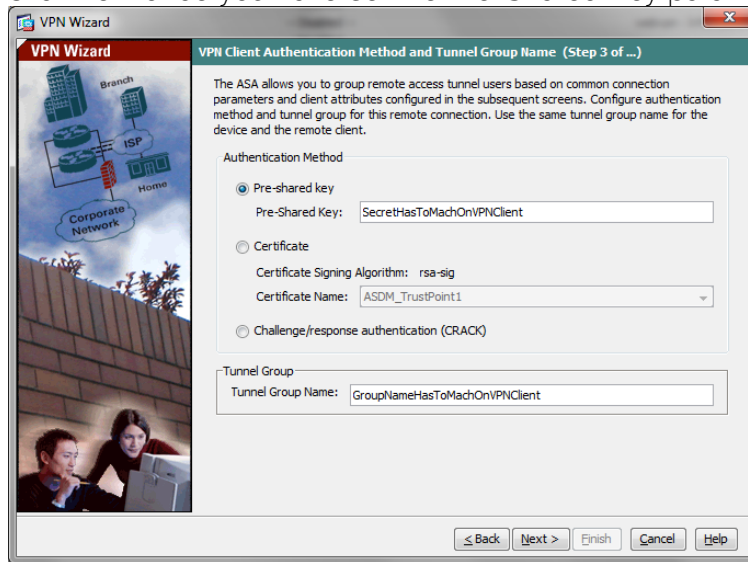 VPN Wizard
VPN Wizard
Branch
ISP
Home
Corporate
Network
VPN Client Authentication Method and Tunnel Group Name (Step 3 of ...)
The ASA allows you to group remote access tunnel users based on common connection
parameters and client attributes configured in the subsequent screens. Configure authentication
method and tunnel group for this remote connection. Use the same tunnel group name for the
device and the remote client.
Authentication Method
Pre-shared key
Pre-Shared Key: SecretHasToMachOnVPNClient
Certificate
Certificate Signing Algorithm: rsa-sig
Certificate Name: ASDM_TrustPoint1
Challenge/response authentication (CRACK)
Tunnel Group
Tunnel Group Name: GroupNameHasToMachOnVPNClient
< Back Next > Finish Cancel Help